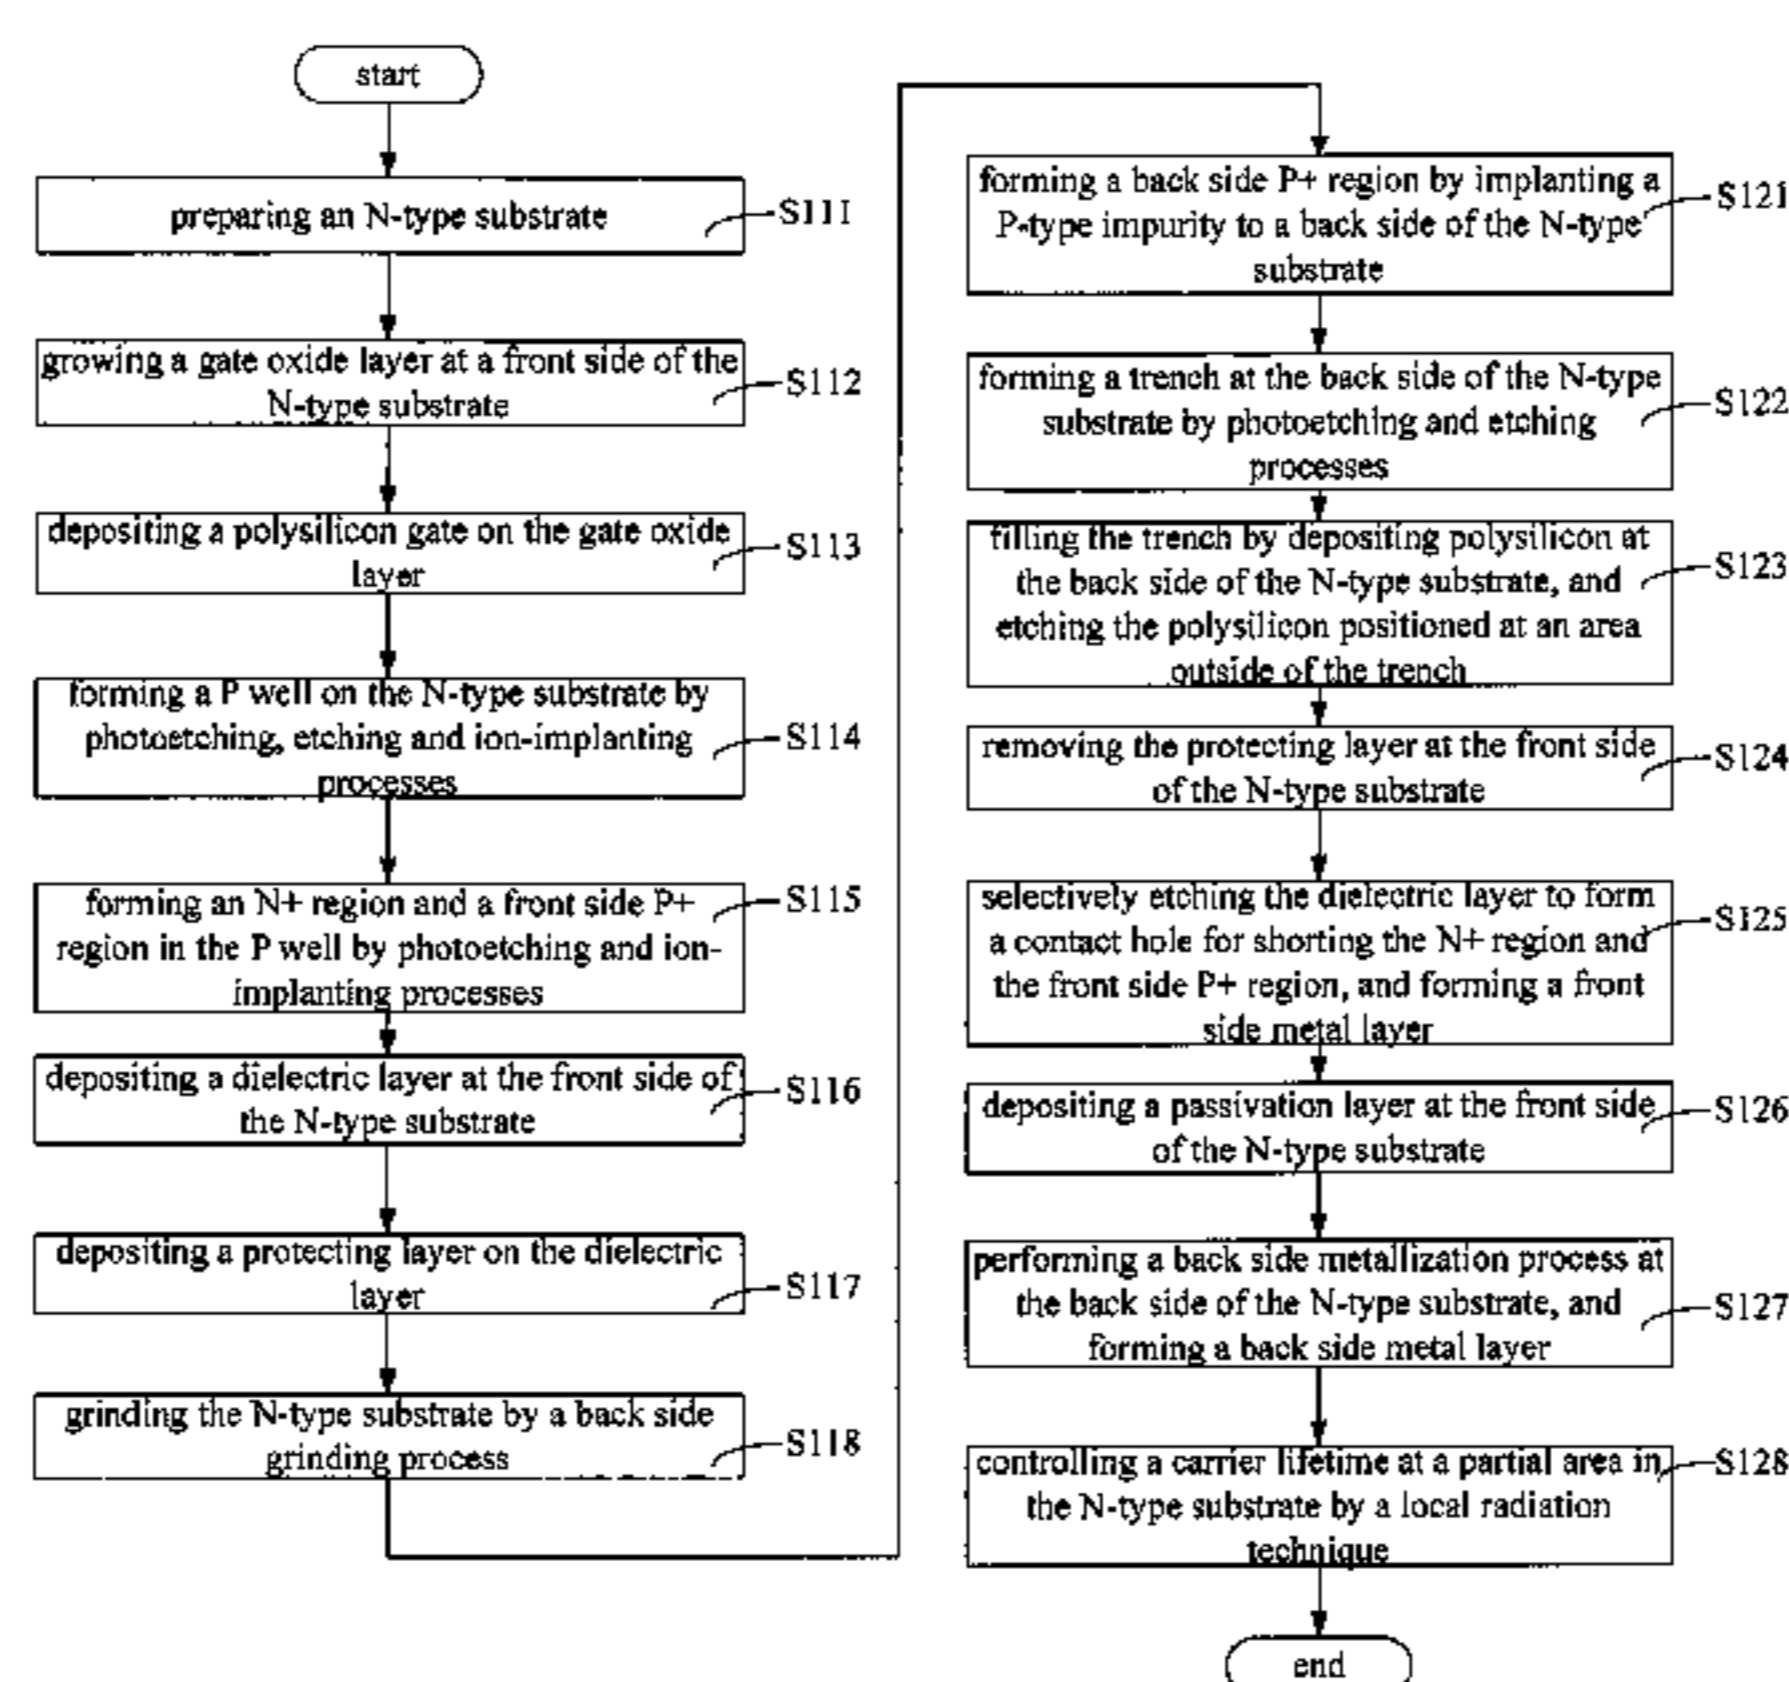 start
preparing an N-type substrate
S111
growing a gate oxide layer at a front side of the
N-type substrate
S112
depositing a polysilicon gate on the gate oxide
layer
S113
forming a P well on the N-type substrate by
photoetching, etching and ion-implanting
processes
S114
forming an N+ region and a front side P+
region in the P well by photoetching and ion-
implanting processes
S115
depositing a dielectric layer at the front side of
the N-type substrate
S116
depositing a protecting layer on the dielectric
layer
S117
grinding the N-type substrate by a back side
grinding process
S118
forming a back side P+ region by implanting a
P-type impurity to a back side of the N-type
substrate
S121
forming a trench at the back side of the N-type
substrate by photoetching and etching
processes
S122
filling the trench by depositing polysilicon at
the back side of the N-type substrate, and
etching the polysilicon positioned at an area
outside of the trench
S123
removing the protecting layer at the front side
of the N-type substrate
S124
selectively etching the dielectric layer to form
a contact hole for shorting the N+ region and
the front side P+ region, and forming a front
side metal layer
S125
depositing a passivation layer at the front side
of the N-type substrate
S126
performing a back side metallization process at
the back side of the N-type substrate, and
forming a back side metal layer
S127
controlling a carrier lifetime at a partial area in
the N-type substrate by a local radiation
technique
S128
end